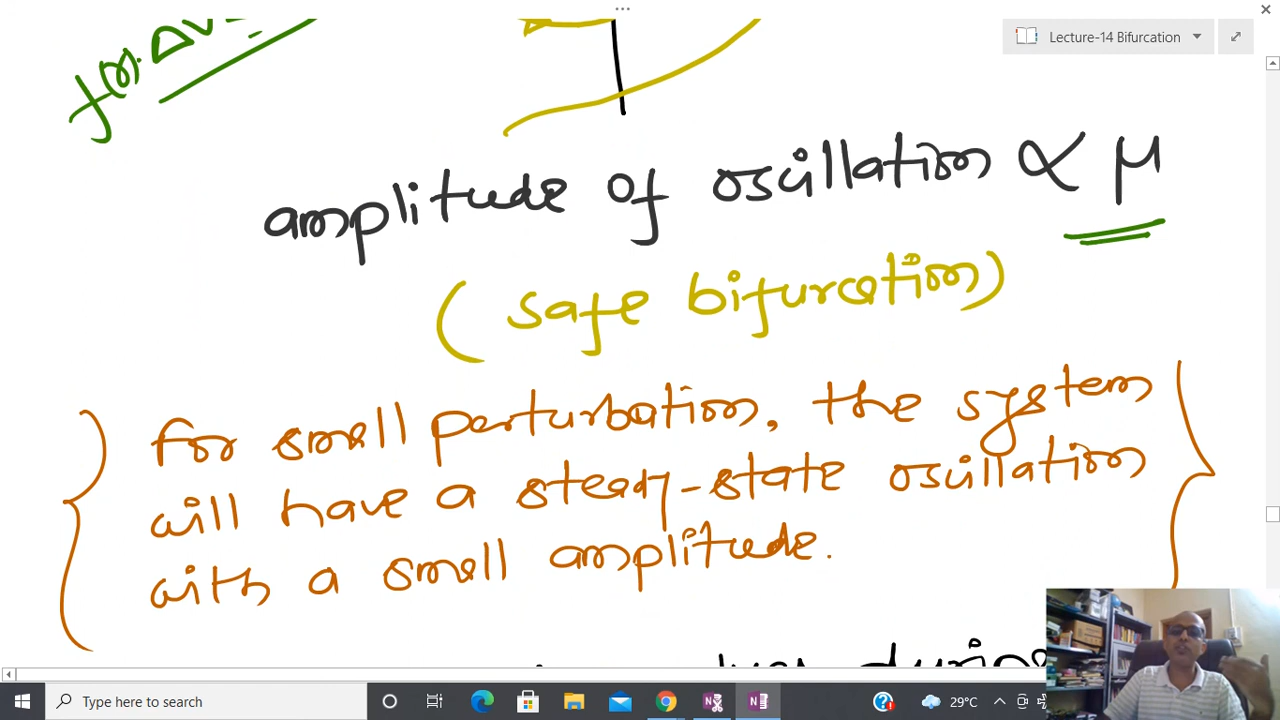 Lecture-14 Bifurcation
amplitude of oscillation ∝ μ
(safe bifurcation)
for small perturbation, the system
will have a steady-state oscillation
with a small amplitude.
Type here to search
29°C